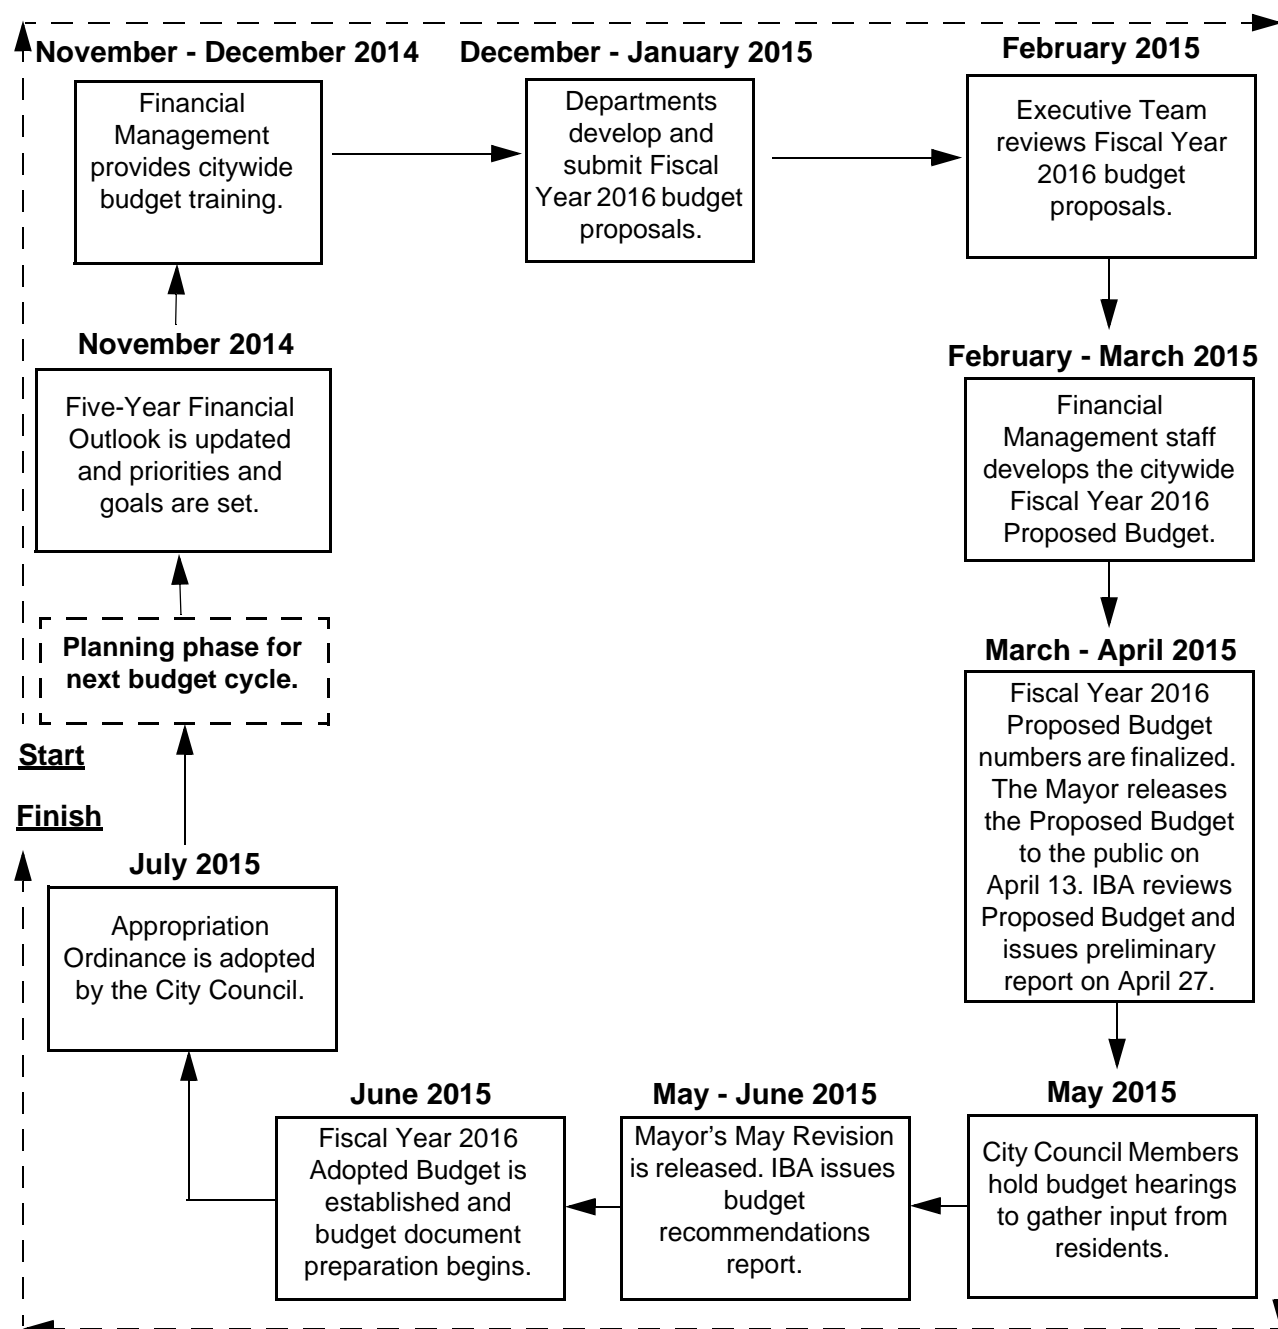 November - December 2014
Financial
Management
provides citywide
budget training.
December - January 2015
Departments
develop and
submit Fiscal
Year 2016 budget
proposals.
February 2015
Executive Team
reviews Fiscal Year
2016 budget
proposals.
November 2014
Five-Year Financial
Outlook is updated
and priorities and
goals are set.
February - March 2015
Financial
Management staff
develops the citywide
Fiscal Year 2016
Proposed Budget.
Planning phase for
next budget cycle.
March - April 2015
Fiscal Year 2016
Proposed Budget
numbers are finalized.
The Mayor releases
the Proposed Budget
to the public on
April 13. IBA reviews
Proposed Budget and
issues preliminary
report on April 27.
Start
Finish
July 2015
Appropriation
Ordinance is adopted
by the City Council.
June 2015
Fiscal Year 2016
Adopted Budget is
established and
budget document
preparation begins.
May - June 2015
Mayor's May Revision
is released. IBA issues
budget
recommendations
report.
May 2015
City Council Members
hold budget hearings
to gather input from
residents.